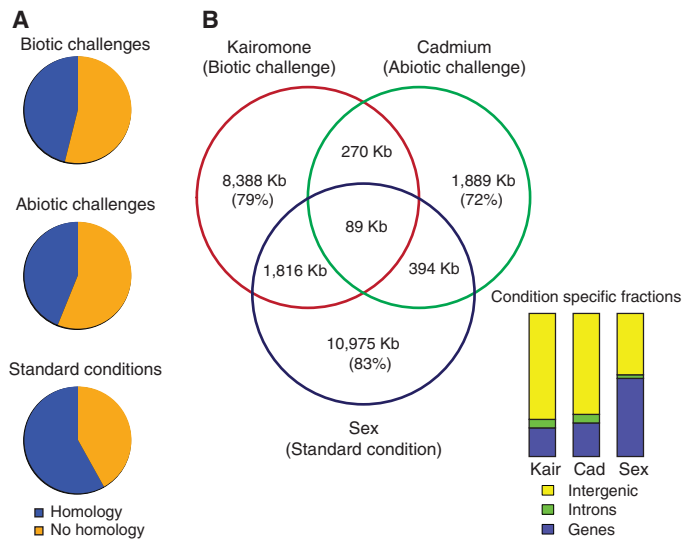 A
Biotic challenges
Abiotic challenges
Standard conditions
Homology
No homology
B
Kairomone
(Biotic challenge)
Cadmium
(Abiotic challenge)
270 Kb
8,388 Kb
(79%)
1,889 Kb
(72%)
89 Kb
1,816 Kb
394 Kb
10,975 Kb
(83%)
Sex
(Standard condition)
Condition specific fractions
Kair Cad Sex
Intergenic
Introns
Genes